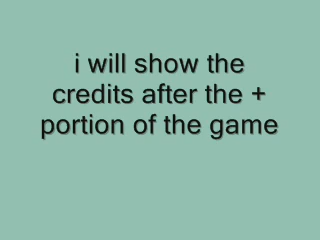 i will show the
credits after the +
portion of the game